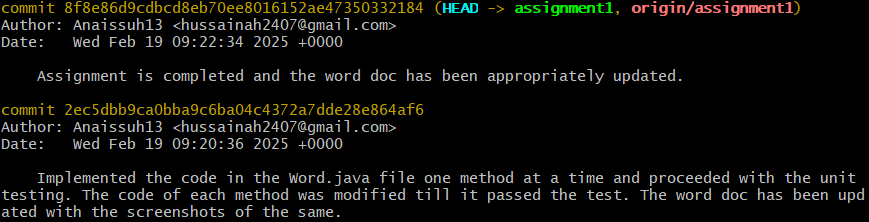 commit 8f8e86d9cdbcd8eb70ee8016152ae47350332184 (HEAD -> assignment1, origin/assignment1)
Author: Anaissuh13 <hussainah2407@gmail.com>
Date:   Wed Feb 19 09:22:34 2025 +0000
    Assignment is completed and the word doc has been appropriately updated.
commit 2ec5dbb9ca0bba9c6ba04c4372a7dde28e864af6
Author: Anaissuh13 <hussainah2407@gmail.com>
Date:   Wed Feb 19 09:20:36 2025 +0000
    Implemented the code in the Word.java file one method at a time and proceeded with the unit
testing. The code of each method was modified till it passed the test. The word doc has been upd
ated with the screenshots of the same.